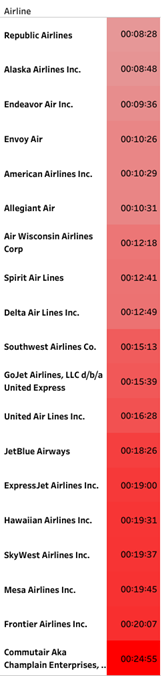 Airline
Republic Airlines 00:08:28
Alaska Airlines Inc. 00:08:48
Endeavor Air Inc. 00:09:36
Envoy Air 00:10:26
American Airlines Inc. 00:10:29
Allegiant Air 00:10:31
Air Wisconsin Airlines
Corp 00:12:18
Spirit Air Lines 00:12:41
Delta Air Lines Inc. 00:12:49
Southwest Airlines Co. 00:15:13
GoJet Airlines, LLC d/b/a
United Express 00:15:39
United Air Lines Inc. 00:16:28
JetBlue Airways 00:18:26
ExpressJet Airlines Inc. 00:19:00
Hawaiian Airlines Inc. 00:19:31
SkyWest Airlines Inc. 00:19:37
Mesa Airlines Inc. 00:19:45
Frontier Airlines Inc. 00:20:07
Commutair Aka
Champlain Enterprises, .. 00:24:55